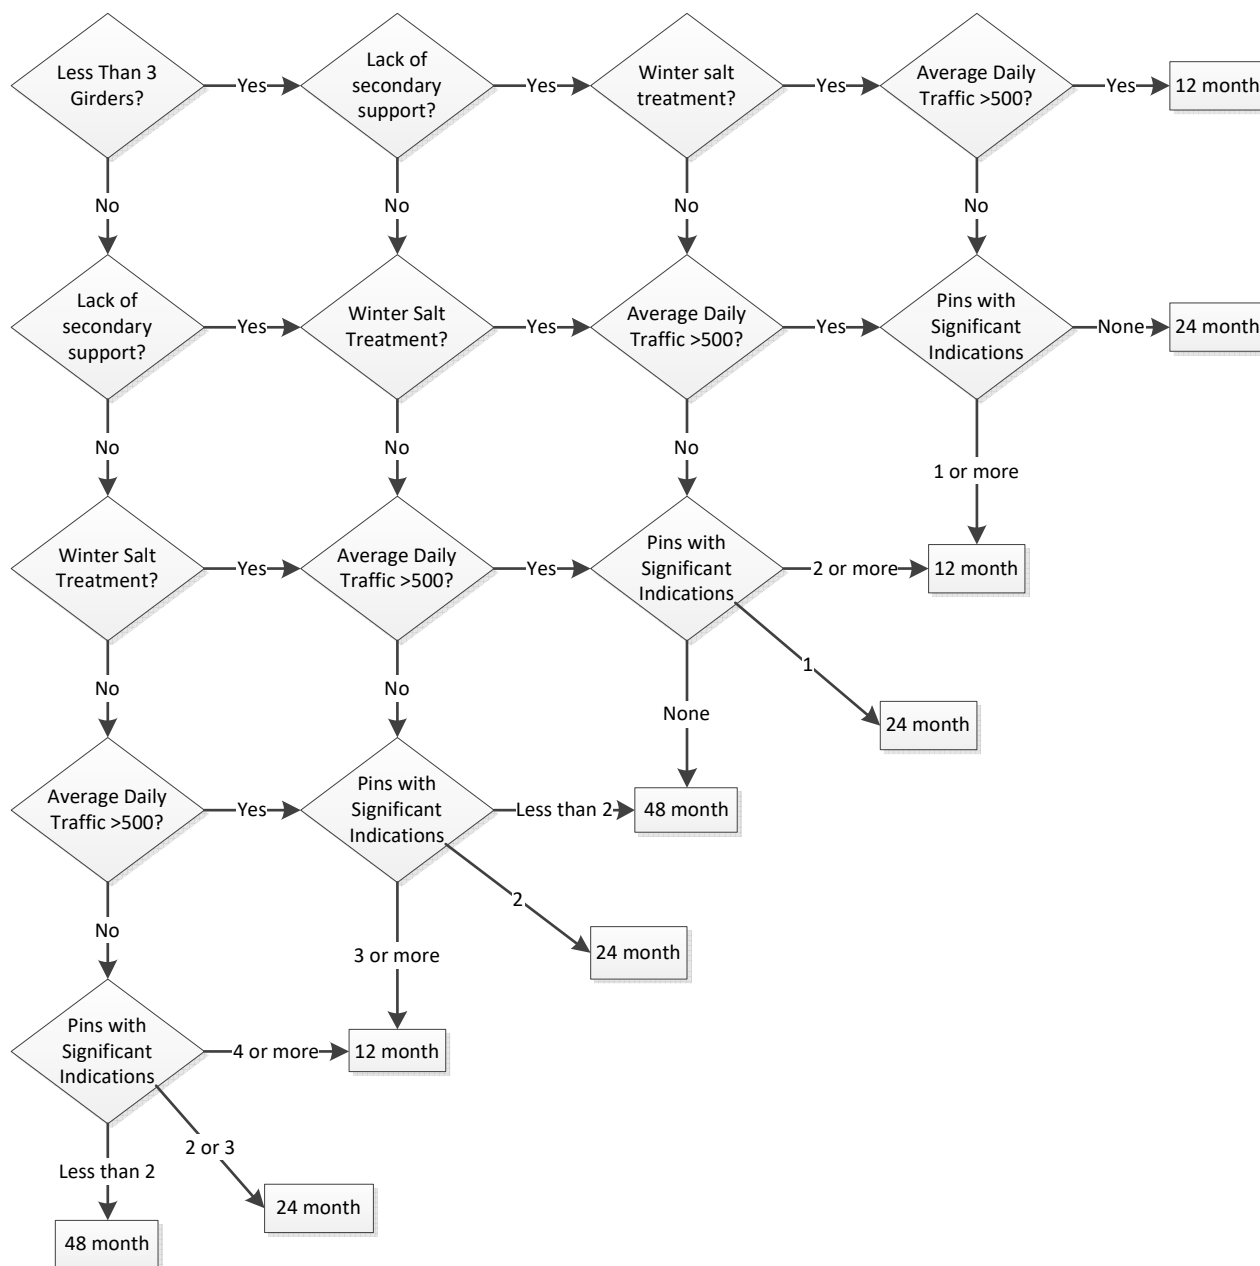 Less Than 3
Girders?
Yes
Lack of
secondary
support?
Yes
Winter salt
treatment?
Yes
Average Daily
Traffic >500?
Yes
12 month
No
No
No
No
Lack of
secondary
support?
Yes
Winter Salt
Treatment?
Yes
Average Daily
Traffic >500?
Yes
Pins with
Significant
Indications
None
24 month
No
No
No
1 or more
Winter Salt
Treatment?
Yes
Average Daily
Traffic >500?
Yes
Pins with
Significant
Indications
2 or more
12 month
1
No
No
None
24 month
Average Daily
Traffic >500?
Yes
Pins with
Significant
Indications
Less than 2
48 month
2
No
3 or more
24 month
Pins with
Significant
Indications
4 or more
12 month
2 or 3
Less than 2
24 month
48 month